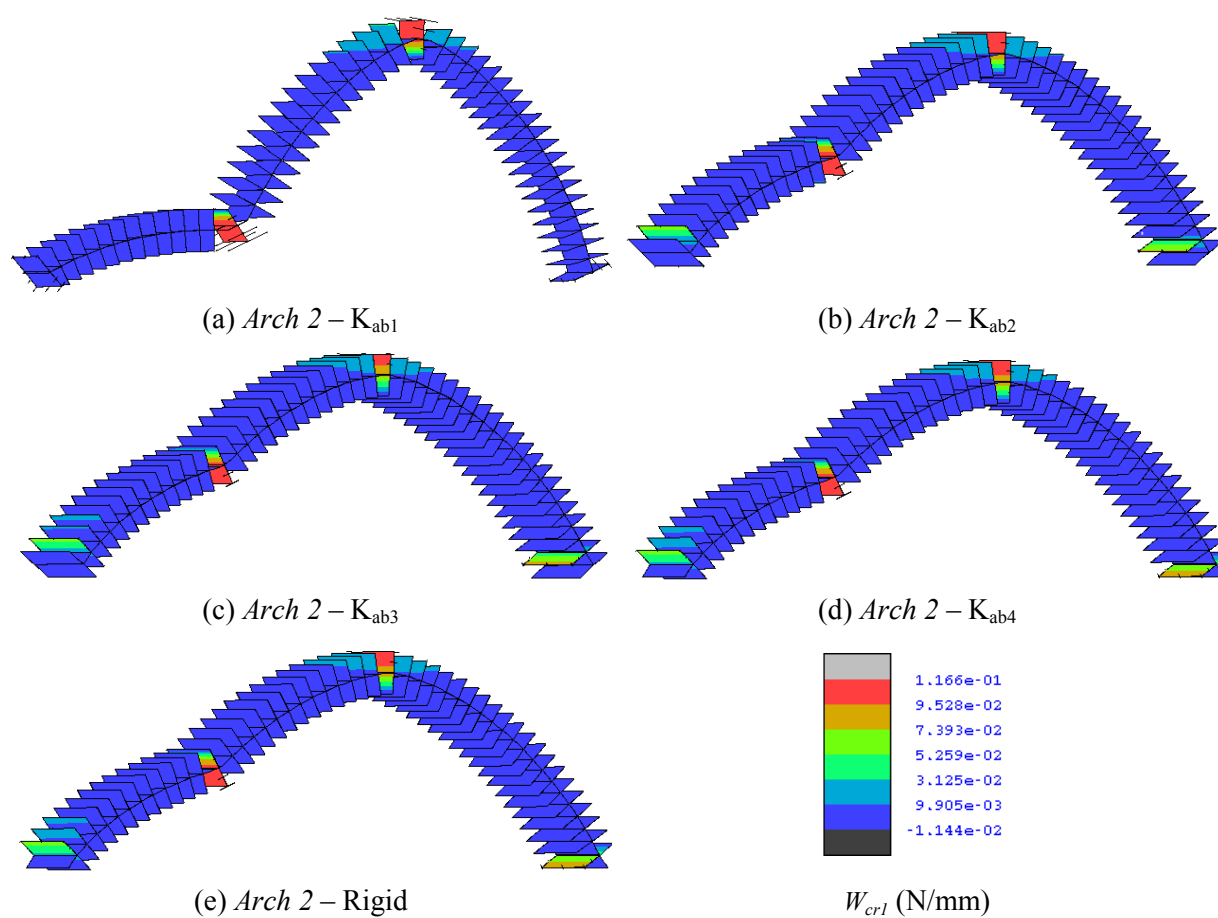 (a) Arch 2 – Kab1
(b) Arch 2 – Kab2
(c) Arch 2 – Kab3
(d) Arch 2 – Kab4
1.166e-01
9.528e-02
7.393e-02
5.259e-02
3.125e-02
9.905e-03
-1.144e-02
(e) Arch 2 – Rigid
Wcr1 (N/mm)